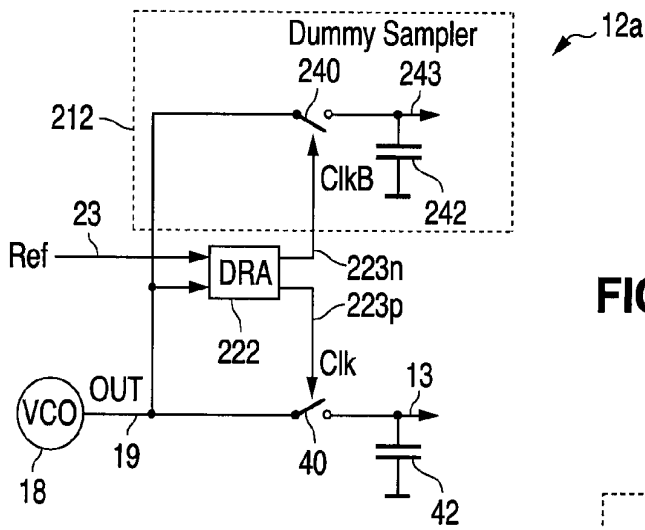 Dummy Sampler
12a
240
243
212
ClkB
242
23
Ref
DRA
223n
223p
222
FIG
Clk
OUT
13
VCO
19
40
18
42